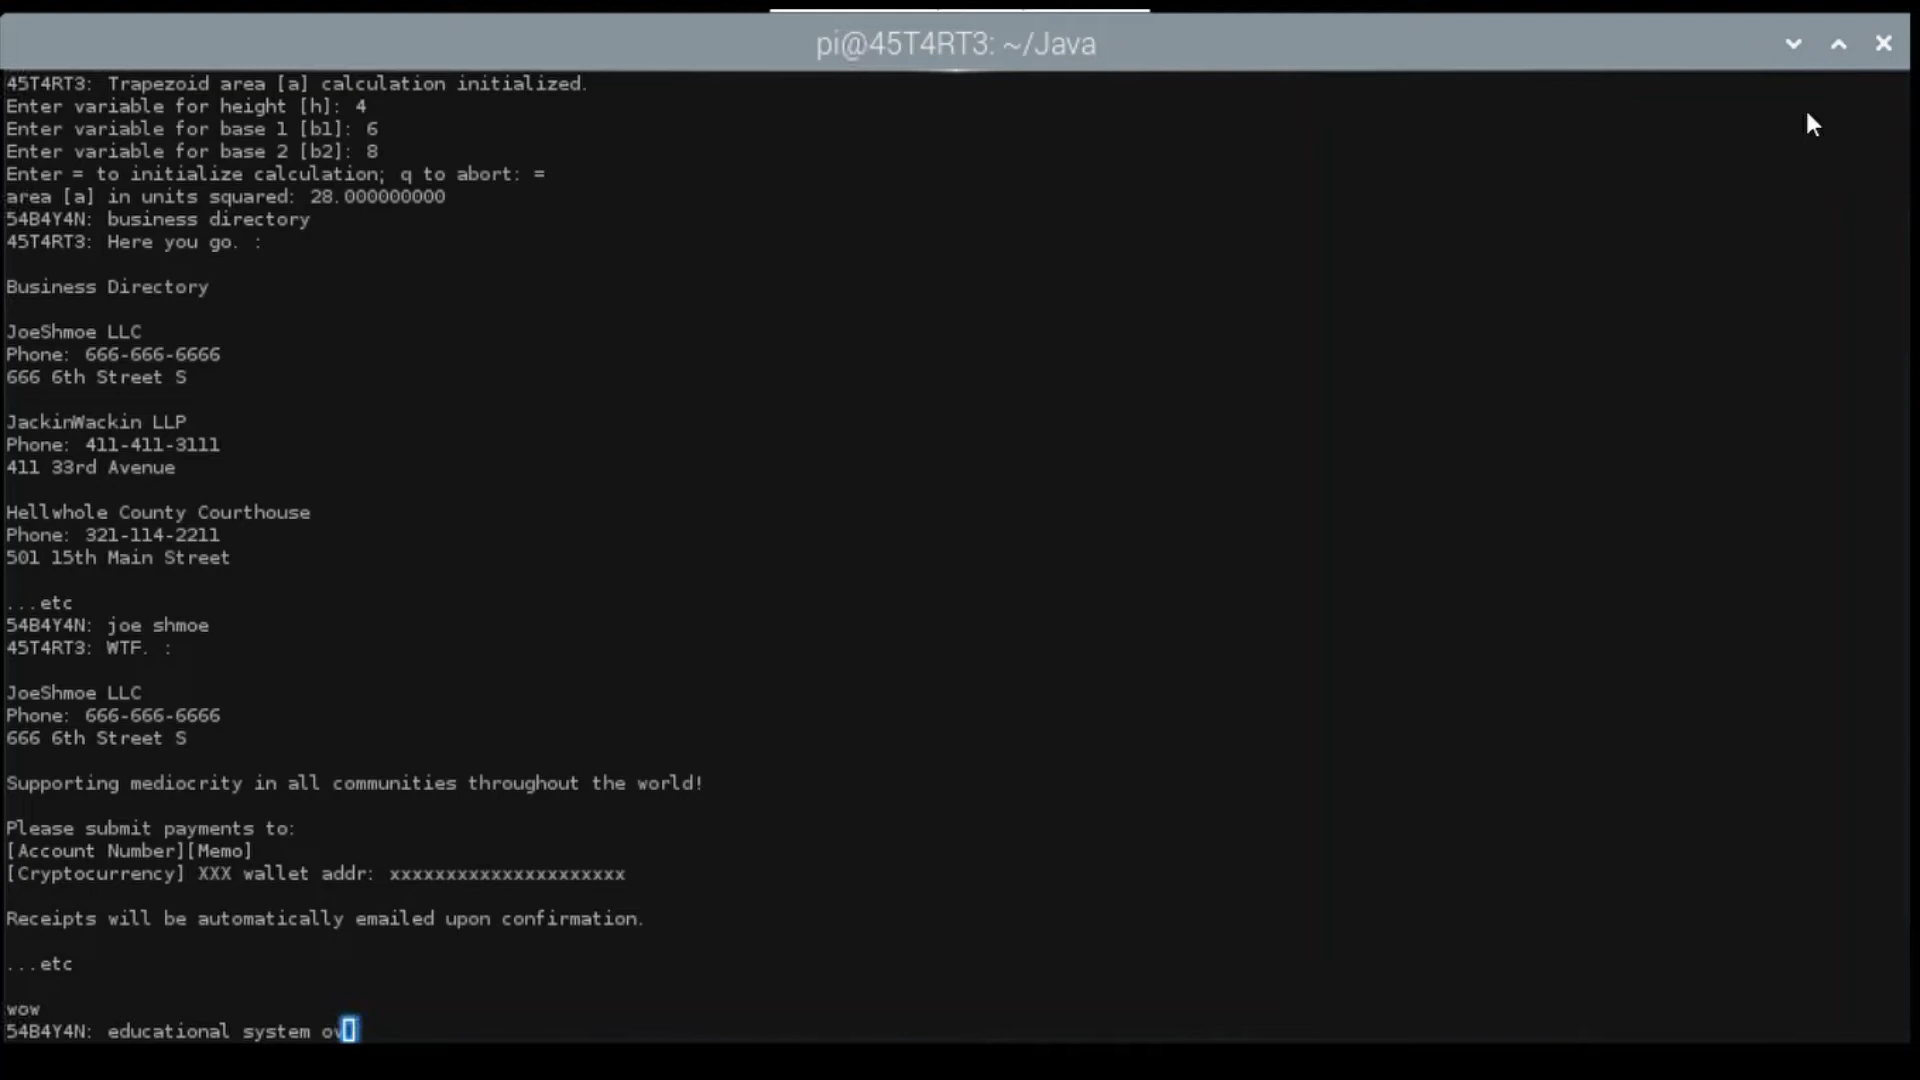 pi@45T4RT3: ~/Java
45T4RT3: Trapezoid area [a] calculation initialized.
Enter variable for height [h]: 4
Enter variable for base 1 [b1]: 6
Enter variable for base 2 [b2]: 8
Enter = to initialize calculation; q to abort: =
area [a] in units squared: 28.000000000
54B4Y4N: business directory
45T4RT3: Here you go. :
Business Directory
JoeShmoe LLC
Phone: 666-666-6666
666 6th Street S
JackinWackin LLP
Phone: 411-411-3111
411 33rd Avenue
Hellwhole County Courthouse
Phone: 321-114-2211
501 15th Main Street
...etc
54B4Y4N: joe shmoe
45T4RT3: WTF. :
JoeShmoe LLC
Phone: 666-666-6666
666 6th Street S
Supporting mediocrity in all communities throughout the world!
Please submit payments to:
[Account Number][Memo]
[Cryptocurrency] XXX wallet addr: xxxxxxxxxxxxxxxxxxxxx
Receipts will be automatically emailed upon confirmation.
...etc
wow
54B4Y4N: educational system ov